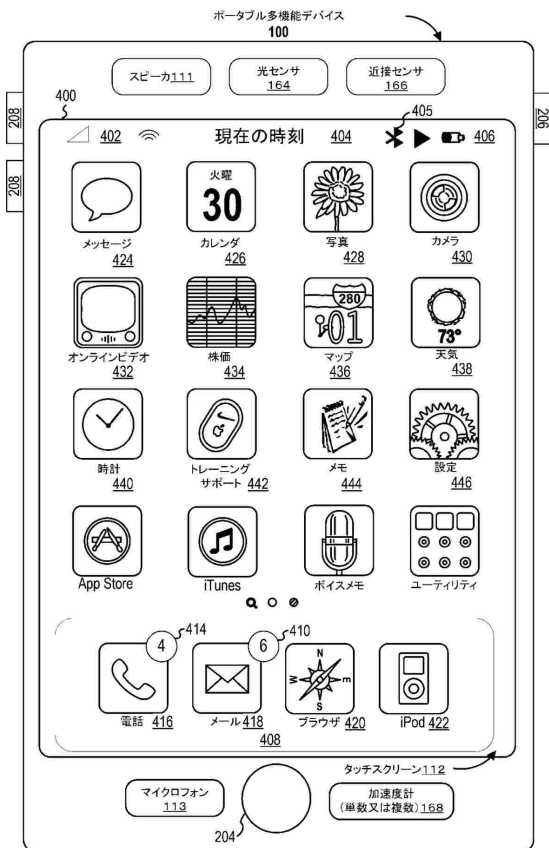 ポータブル多機能デバイス
100
スピーカ111
光センサ
164
近接センサ
166
400
405
208
208
206
402
現在の時刻
404
406
火曜
30
メッセージ
424
カレンダ
426
写真
428
カメラ
430
280
01
73°
オンラインビデオ
432
株価
434
マップ
436
天気
438
時計
440
トレーニング
サポート 442
メモ
444
設定
446
App Store
iTunes
ボイスメモ
ユーティリティ
4
414
6
410
N
W
E
S
電話 416
メール 418
ブラウザ 420
iPod 422
408
タッチスクリーン112
マイクロフォン
113
204
加速度計
(単数又は複数)168